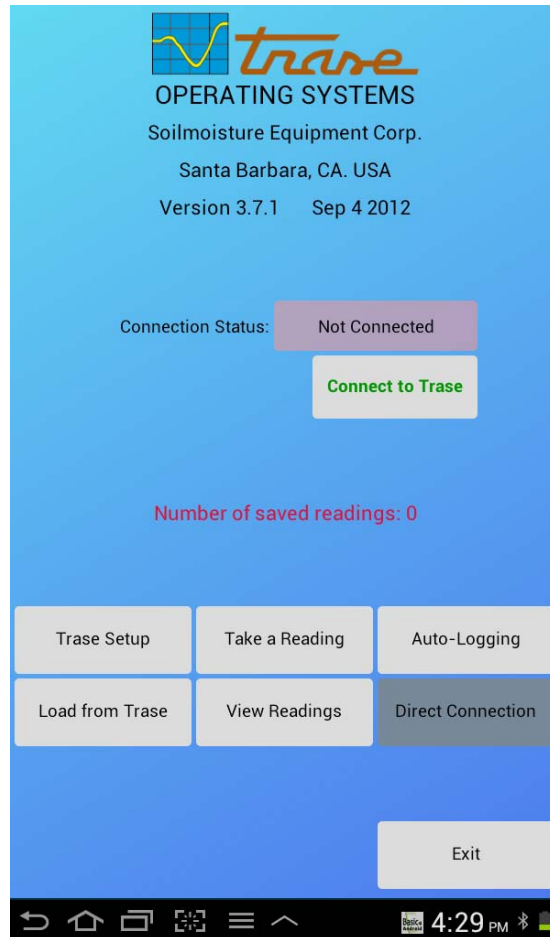 trase
OPERATING SYSTEMS
Soilmoisture Equipment Corp.
Santa Barbara, CA. USA
Version 3.7.1 Sep 4 2012
Connection Status: Not Connected
Connect to Trase
Number of saved readings: 0
Trase Setup Take a Reading Auto-Logging
Load from Trase View Readings Direct Connection
Exit
Basic4 android 4:29 PM